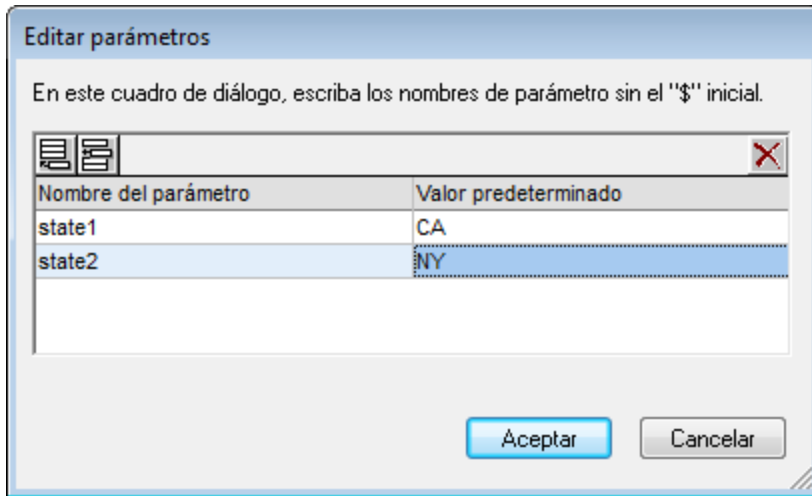 Editar parámetros
En este cuadro de diálogo, escriba los nombres de parámetro sin el "$" inicial.
Nombre del parámetro Valor predeterminado
state1 CA
state2 NY
Aceptar Cancelar